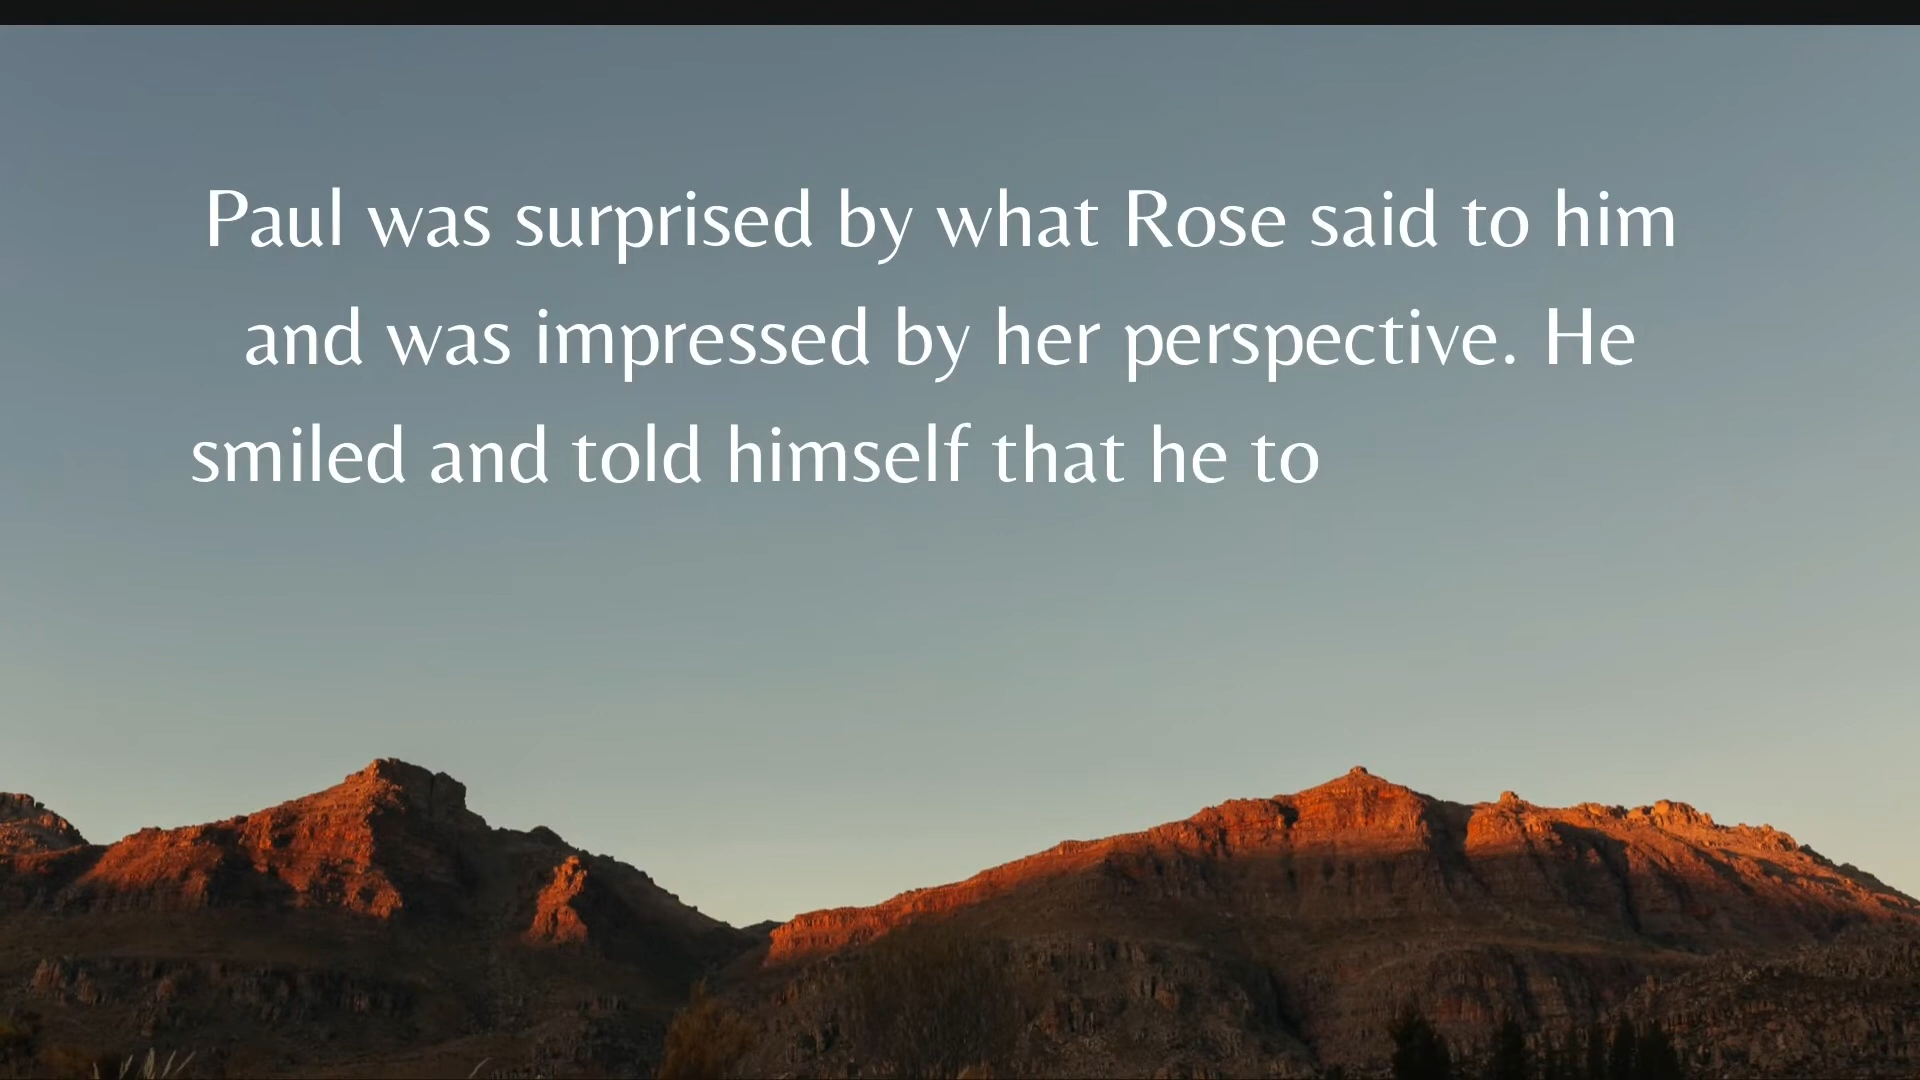 Paul was surprised by what Rose said to him
and was impressed by her perspective. He
smiled and told himself that he to